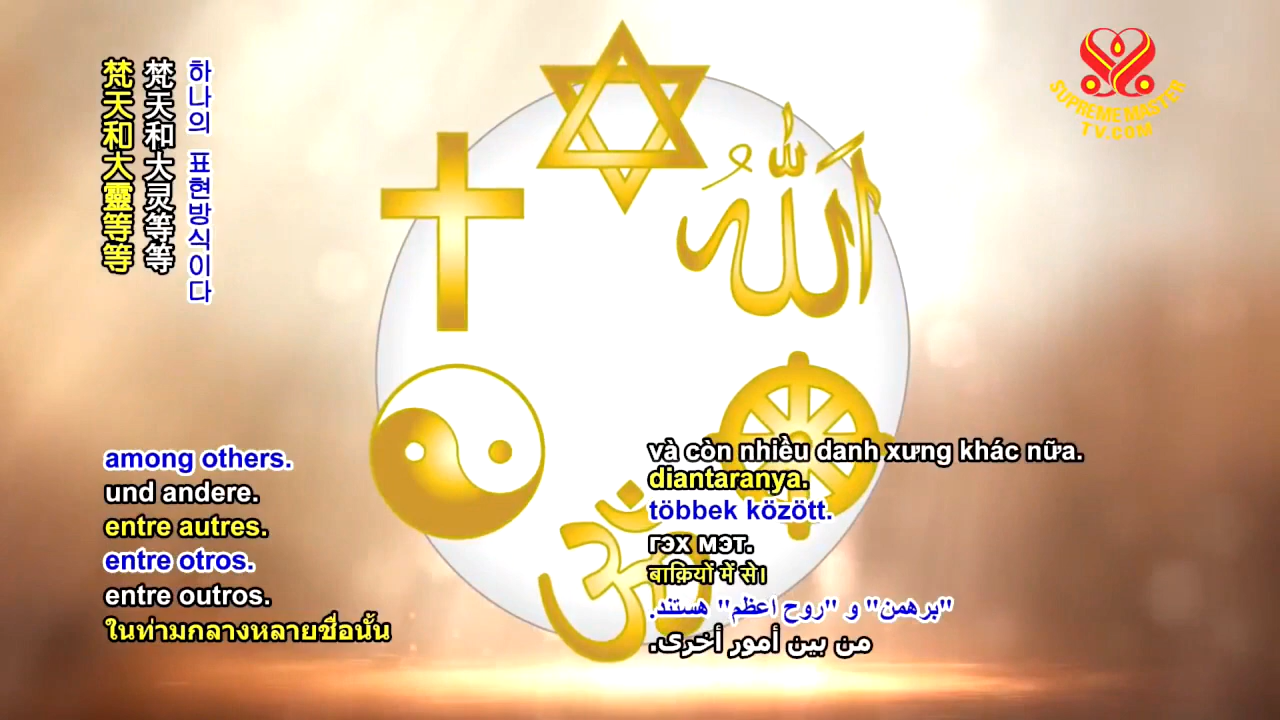 梵天和大靈等等
梵天和大灵等等
하나의 표현방식이다
SUPREME MASTER
TV.COM
الله
among others.
und andere.
entre autres.
entre otros.
entre outros.
ในท่ามกลางหลายชื่อนั้น
và còn nhiều danh xưng khác nữa.
diantaranya.
többek között.
гэх мэт.
बाक़ियों में से।
"برهمن" و "روح اعظم" هستند.
من بين أمور أخرى.
ॐ